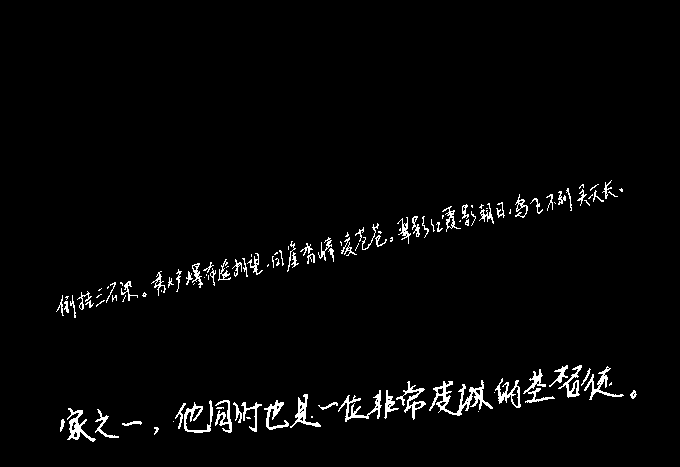 倒挂三石梁。香炉瀑布遥相望，回崖沓嶂凌苍苍。翠影红霞影朝日，鸟飞不到吴天长。
家之一，他同时也是一位非常虔诚的基督徒。